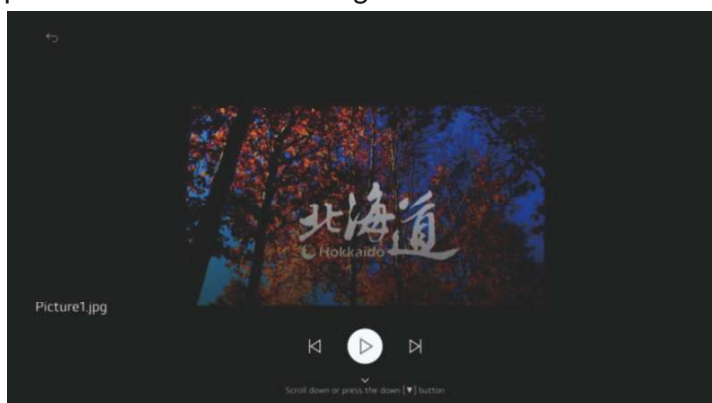 北海道
Hokkaido
Picture1.jpg
Scroll down or press the down [▼] button